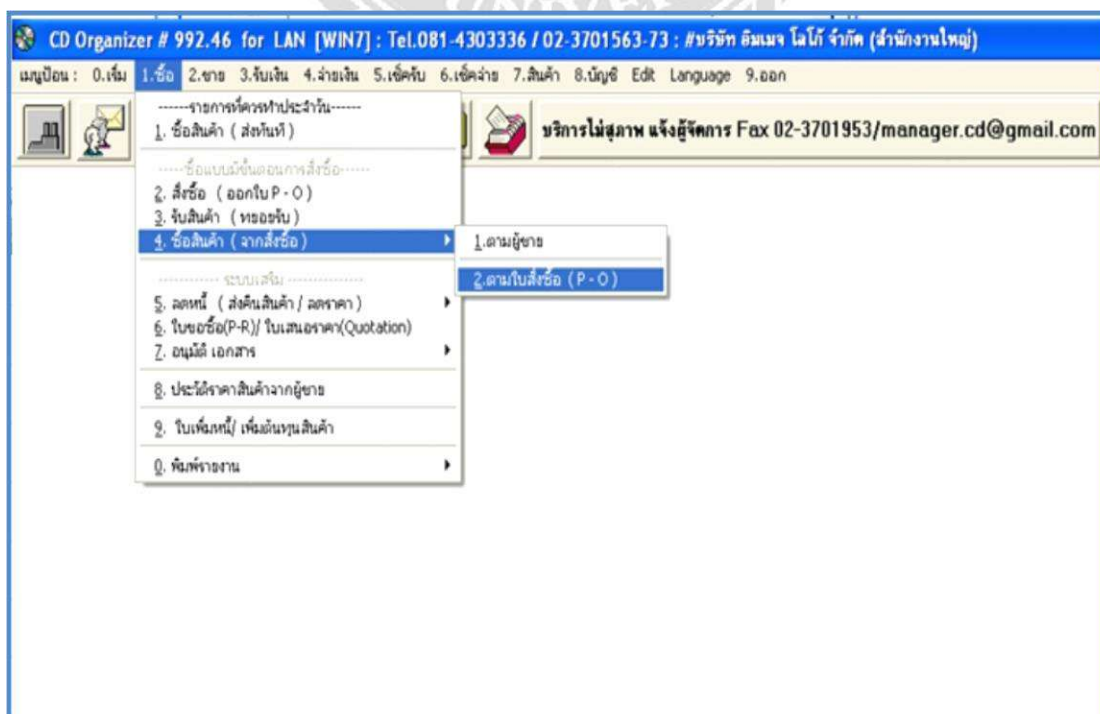 CD Organizer # 992.46 for LAN [WIN7] : Tel.081-4303336 / 02-3701563-73 : #บริษัท อิมเมจ โลโก้ จำกัด (สำนักงานใหญ่)
เมนูป้อน : 0.เริ่ม 1.ซื้อ 2.ขาย 3.รับเงิน 4.จ่ายเงิน 5.เช็ครับ 6.เช็คจ่าย 7.สินค้า 8.บัญชี Edit Language 9.ออก
บริการไม่สุภาพ แจ้งผู้จัดการ Fax 02-3701953/manager.cd@gmail.com
------รายการที่ควรทำประจำวัน------
1. ซื้อสินค้า ( ส่งทันที )
-----ซื้อแบบมีขั้นตอนการสั่งซื้อ------
2. สั่งซื้อ ( ออกใบ P - O )
3. รับสินค้า ( ทยอยรับ )
4. ซื้อสินค้า ( จากสั่งซื้อ )
1.ตามผู้ขาย
2.ตามใบสั่งซื้อ ( P - O )
------------ ระบบเสริม ---------------
5. ลดหนี้ ( ส่งคืนสินค้า / ลดราคา )
6. ใบขอซื้อ(P-R)/ ใบเสนอราคา(Quotation)
7. อนุมัติ เอกสาร
8. ประวัติราคาสินค้าจากผู้ขาย
9. ใบเพิ่มหนี้/ เพิ่มต้นทุนสินค้า
0. พิมพ์รายงาน